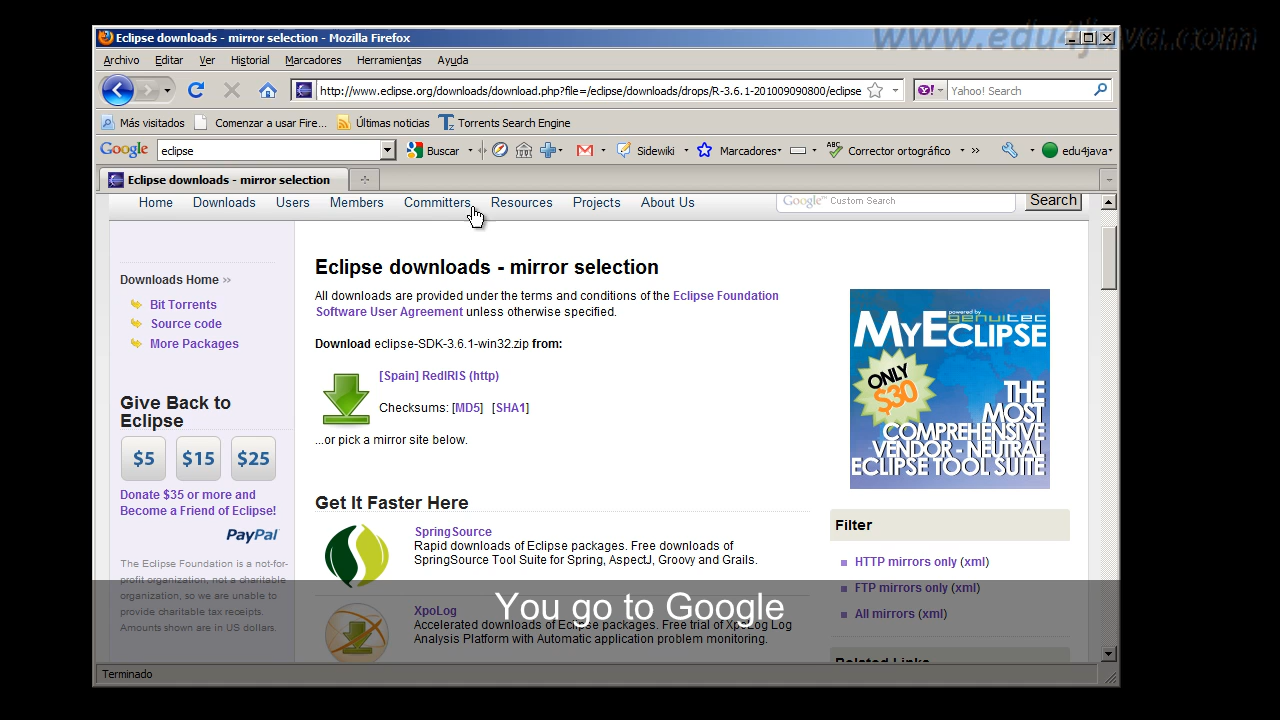 www.edu4java.com
Eclipse downloads - mirror selection - Mozilla Firefox
Archivo Editar Ver Historial Marcadores Herramientas Ayuda
http://www.eclipse.org/downloads/download.php?file=/eclipse/downloads/drops/R-3.6.1-201009090800/eclipse
Yahoo! Search
Más visitados Comenzar a usar Fire... Últimas noticias Torrents Search Engine
Google eclipse Buscar Sidewiki Marcadores Corrector ortográfico » edu4java
Eclipse downloads - mirror selection
Home Downloads Users Members Committers Resources Projects About Us
Google™ Custom Search Search
Downloads Home »
Bit Torrents
Source code
More Packages
Give Back to
Eclipse
$5 $15 $25
Donate $35 or more and
Become a Friend of Eclipse!
PayPal
The Eclipse Foundation is a not-for-
profit organization, not a charitable
organization, so we are unable to
provide charitable tax receipts.
Amounts shown are in US dollars.
Eclipse downloads - mirror selection
All downloads are provided under the terms and conditions of the Eclipse Foundation
Software User Agreement unless otherwise specified.
Download eclipse-SDK-3.6.1-win32.zip from:
[Spain] RedIRIS (http)
Checksums: [MD5] [SHA1]
...or pick a mirror site below.
Get It Faster Here
SpringSource
Rapid downloads of Eclipse packages. Free downloads of
SpringSource Tool Suite for Spring, AspectJ, Groovy and Grails.
XpoLog
Accelerated downloads of Eclipse packages. Free trial of XpoLog Log
Analysis Platform with Automatic application problem monitoring.
powered by genuitec
MyEclipse
ONLY
$30
THE
MOST
COMPREHENSIVE
VENDOR - NEUTRAL
ECLIPSE TOOL SUITE
Filter
HTTP mirrors only (xml)
FTP mirrors only (xml)
All mirrors (xml)
Related Links
You go to Google
Terminado